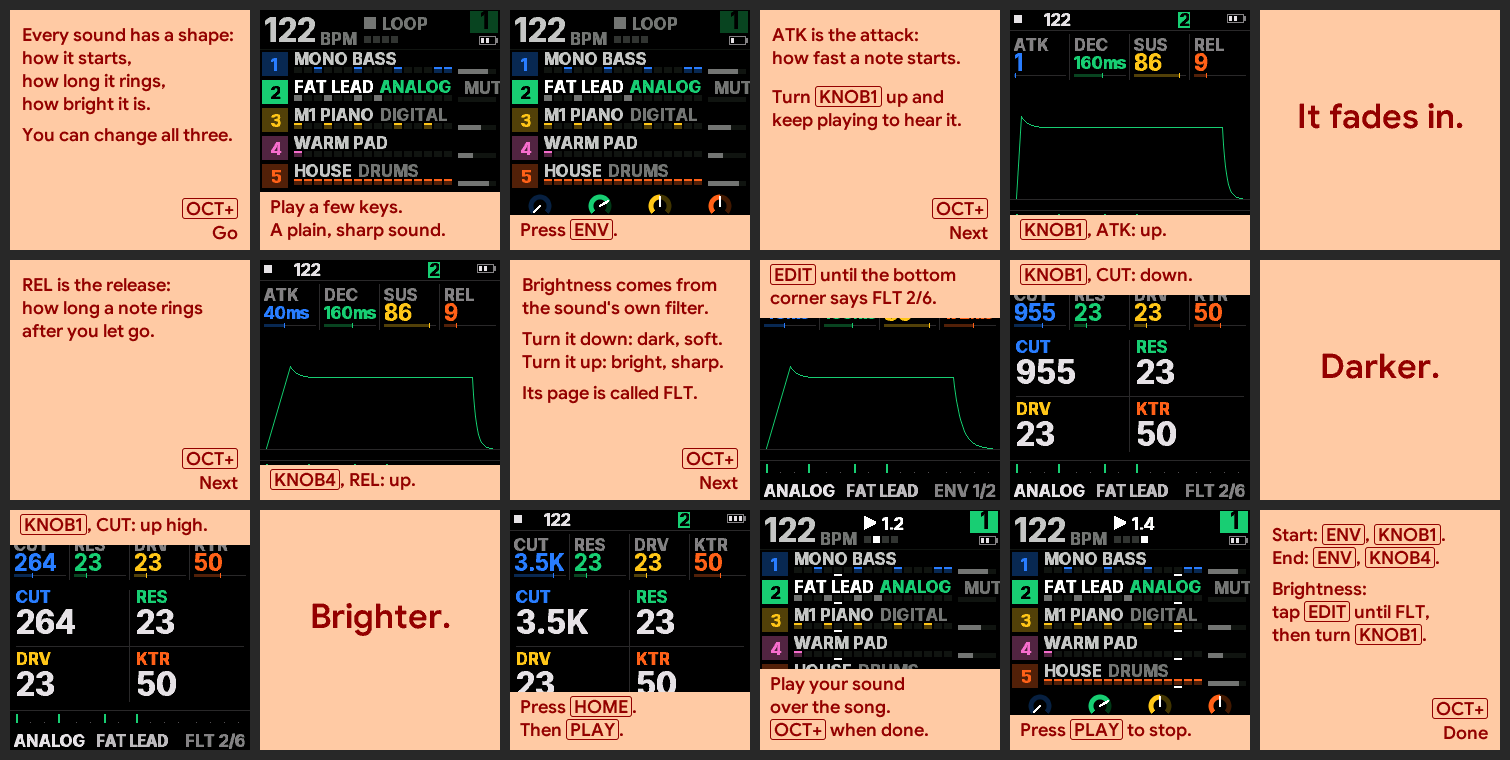 Every sound has a shape:
how it starts,
how long it rings,
how bright it is.
You can change all three.
OCT+
Go
122 BPM LOOP 1
1 MONO BASS
2 FAT LEAD ANALOG MUT
3 M1 PIANO DIGITAL
4 WARM PAD
5 HOUSE DRUMS
Play a few keys.
A plain, sharp sound.
122 BPM LOOP 1
1 MONO BASS
2 FAT LEAD ANALOG MUT
3 M1 PIANO DIGITAL
4 WARM PAD
5 HOUSE DRUMS
Press ENV.
ATK is the attack:
how fast a note starts.
Turn KNOB1 up and
keep playing to hear it.
OCT+
Next
122 2
ATK DEC SUS REL
1 160ms 86 9
KNOB1, ATK: up.
It fades in.
REL is the release:
how long a note rings
after you let go.
OCT+
Next
122 2
ATK DEC SUS REL
40ms 160ms 86 9
KNOB4, REL: up.
Brightness comes from
the sound's own filter.
Turn it down: dark, soft.
Turn it up: bright, sharp.
Its page is called FLT.
OCT+
Next
EDIT until the bottom
corner says FLT 2/6.
ANALOG FAT LEAD ENV 1/2
KNOB1, CUT: down.
CUT RES DRV KTR
955 23 23 50
CUT RES
955 23
DRV KTR
23 50
ANALOG FAT LEAD FLT 2/6
Darker.
KNOB1, CUT: up high.
CUT RES DRV KTR
264 23 23 50
CUT RES
264 23
DRV KTR
23 50
ANALOG FAT LEAD FLT 2/6
Brighter.
122 2
CUT RES DRV KTR
3.5K 23 23 50
CUT RES
3.5K 23
DRV KTR
23 50
Press HOME.
Then PLAY.
122 BPM 1.2 1
1 MONO BASS
2 FAT LEAD ANALOG MUT
3 M1 PIANO DIGITAL
4 WARM PAD
HOUSE DRUMS
Play your sound
over the song.
OCT+ when done.
122 BPM 1.4 1
1 MONO BASS
2 FAT LEAD ANALOG MUT
3 M1 PIANO DIGITAL
4 WARM PAD
5 HOUSE DRUMS
Press PLAY to stop.
Start: ENV, KNOB1.
End: ENV, KNOB4.
Brightness:
tap EDIT until FLT,
then turn KNOB1.
OCT+
Done